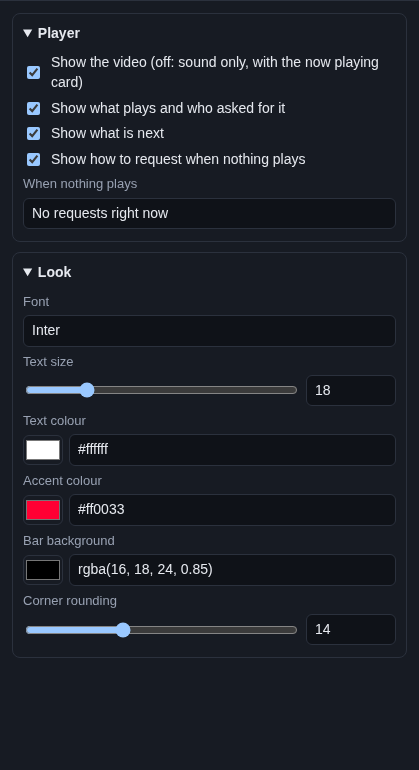 ▼ Player
Show the video (off: sound only, with the now playing
card)
Show what plays and who asked for it
Show what is next
Show how to request when nothing plays
When nothing plays
No requests right now
▼ Look
Font
Inter
Text size
18
Text colour
#ffffff
Accent colour
#ff0033
Bar background
rgba(16, 18, 24, 0.85)
Corner rounding
14